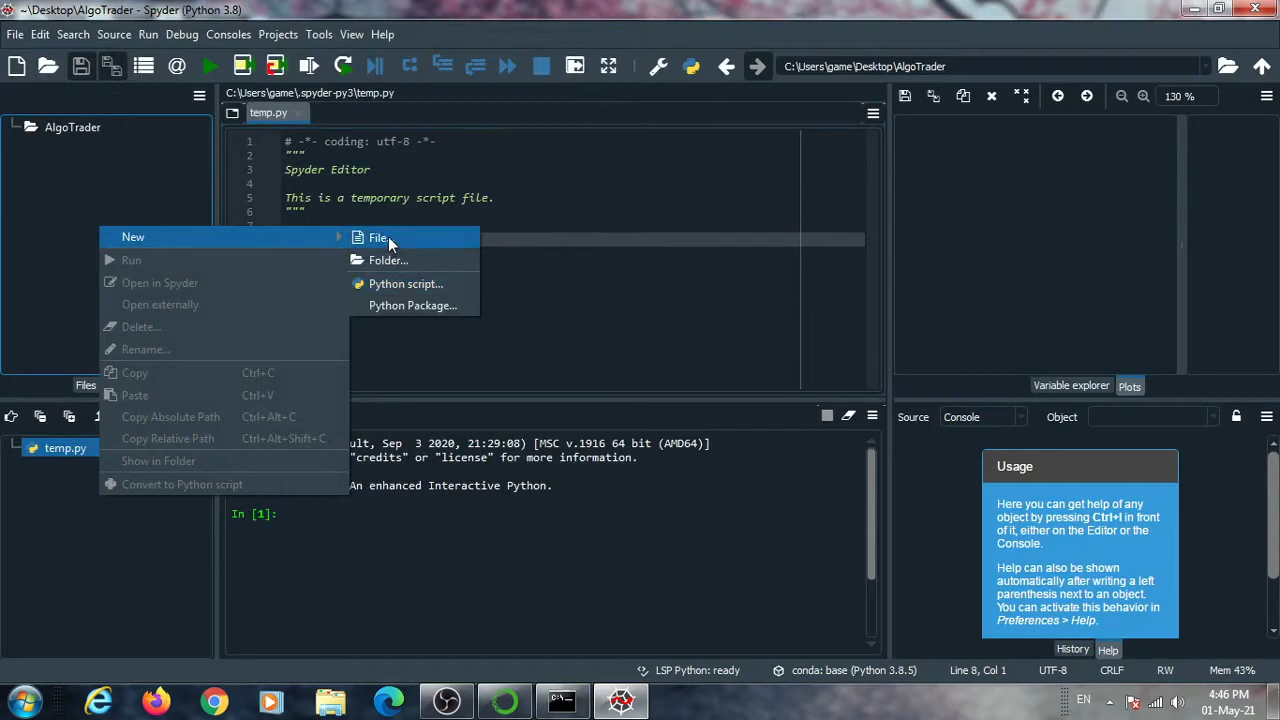 ~\Desktop\AlgoTrader - Spyder (Python 3.8)
File Edit Search Source Run Debug Consoles Projects Tools View Help
C:\Users\game\Desktop\AlgoTrader
C:\Users\game\.spyder-py3\temp.py
130 %
temp.py
AlgoTrader
1 # -*- coding: utf-8 -*-
2 """
3 Spyder Editor
4
5 This is a temporary script file.
6 """
7
New
Run
Open in Spyder
Open externally
Delete...
Rename...
Copy Ctrl+C
Paste Ctrl+V
Copy Absolute Path Ctrl+Alt+C
Copy Relative Path Ctrl+Alt+Shift+C
Show in Folder
Convert to Python script
File...
Folder...
Python script...
Python Package...
Files
Variable explorer Plots
Source Console Object
temp.py
ult, Sep 3 2020, 21:29:08) [MSC v.1916 64 bit (AMD64)]
"credits" or "license" for more information.
An enhanced Interactive Python.
In [1]:
Usage
Here you can get help of any
object by pressing Ctrl+I in front
of it, either on the Editor or the
Console.
Help can also be shown
automatically after writing a left
parenthesis next to an object.
You can activate this behavior in
Preferences > Help.
History Help
LSP Python: ready conda: base (Python 3.8.5) Line 8, Col 1 UTF-8 CRLF RW Mem 43%
EN
4:46 PM
01-May-21